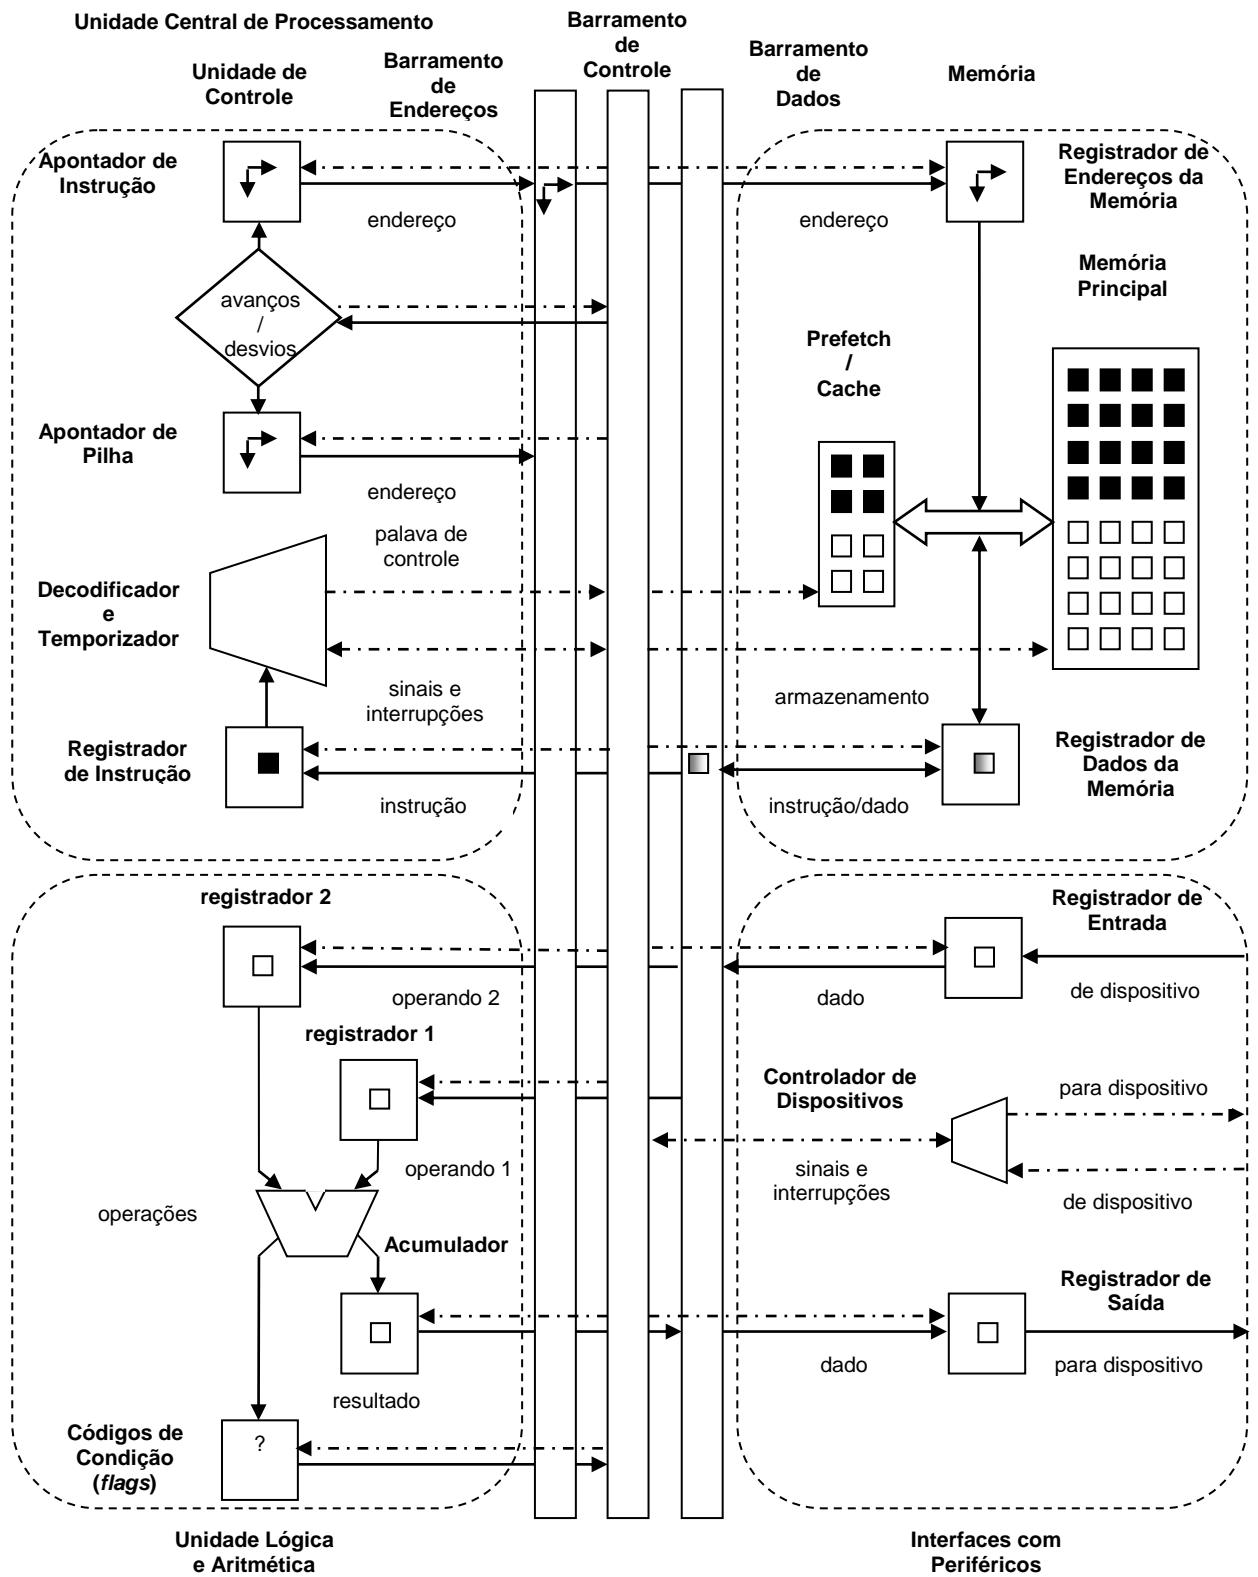 Unidade Central de Processamento
Barramento
de
Controle
Unidade de
Controle
Barramento
de
Endereços
Barramento
de
Dados
Memória
Apontador de
Instrução
endereço
endereço
Registrador de
Endereços da
Memória
avanços
/
desvios
Memória
Principal
Prefetch
/
Cache
Apontador de
Pilha
endereço
palava de
controle
Decodificador
e
Temporizador
sinais e
interrupções
armazenamento
Registrador
de Instrução
instrução
instrução/dado
Registrador de
Dados da
Memória
registrador 2
Registrador de
Entrada
operando 2
dado
de dispositivo
registrador 1
Controlador de
Dispositivos
para dispositivo
operando 1
sinais e
interrupções
de dispositivo
operações
Acumulador
Registrador de
Saída
resultado
dado
para dispositivo
Códigos de
Condição
(flags)
?
Unidade Lógica
e Aritmética
Interfaces com
Periféricos